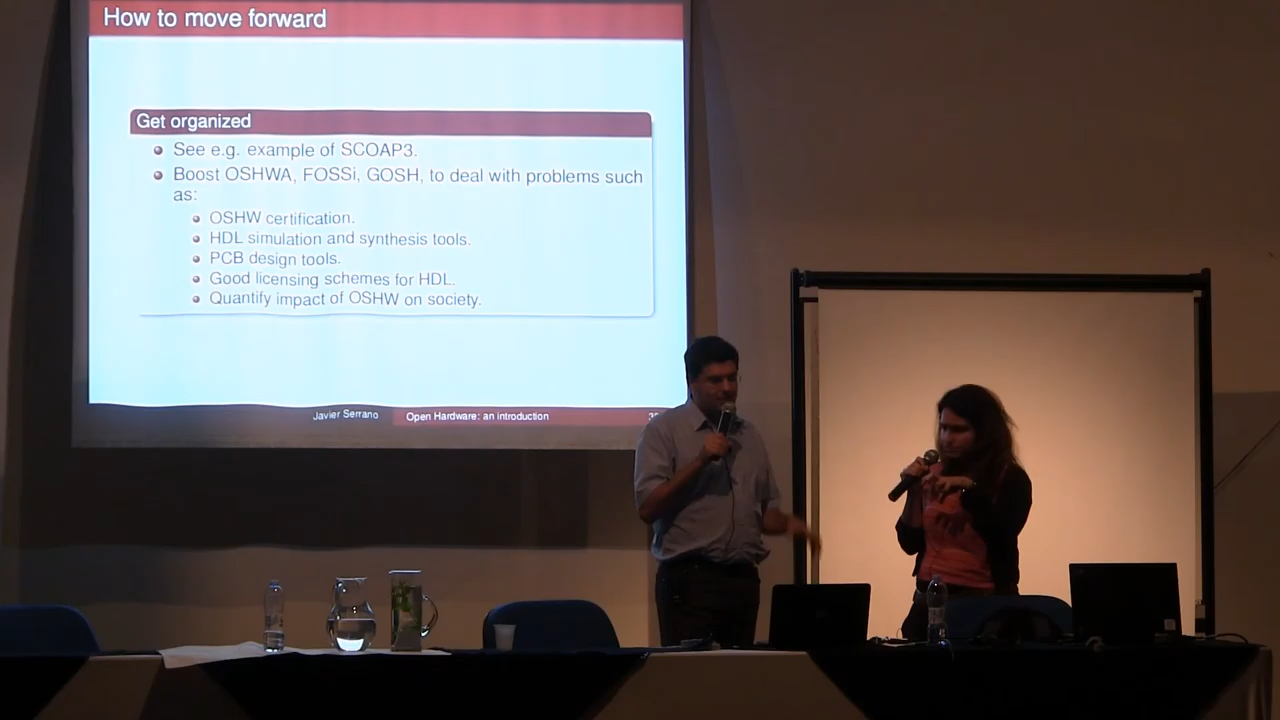 How to move forward
Get organized
See e.g. example of SCOAP3.
Boost OSHWA, FOSSi, GOSH, to deal with problems such
as:
OSHW certification.
HDL simulation and synthesis tools.
PCB design tools.
Good licensing schemes for HDL.
Quantify impact of OSHW on society.
Javier Serrano
Open Hardware: an introduction